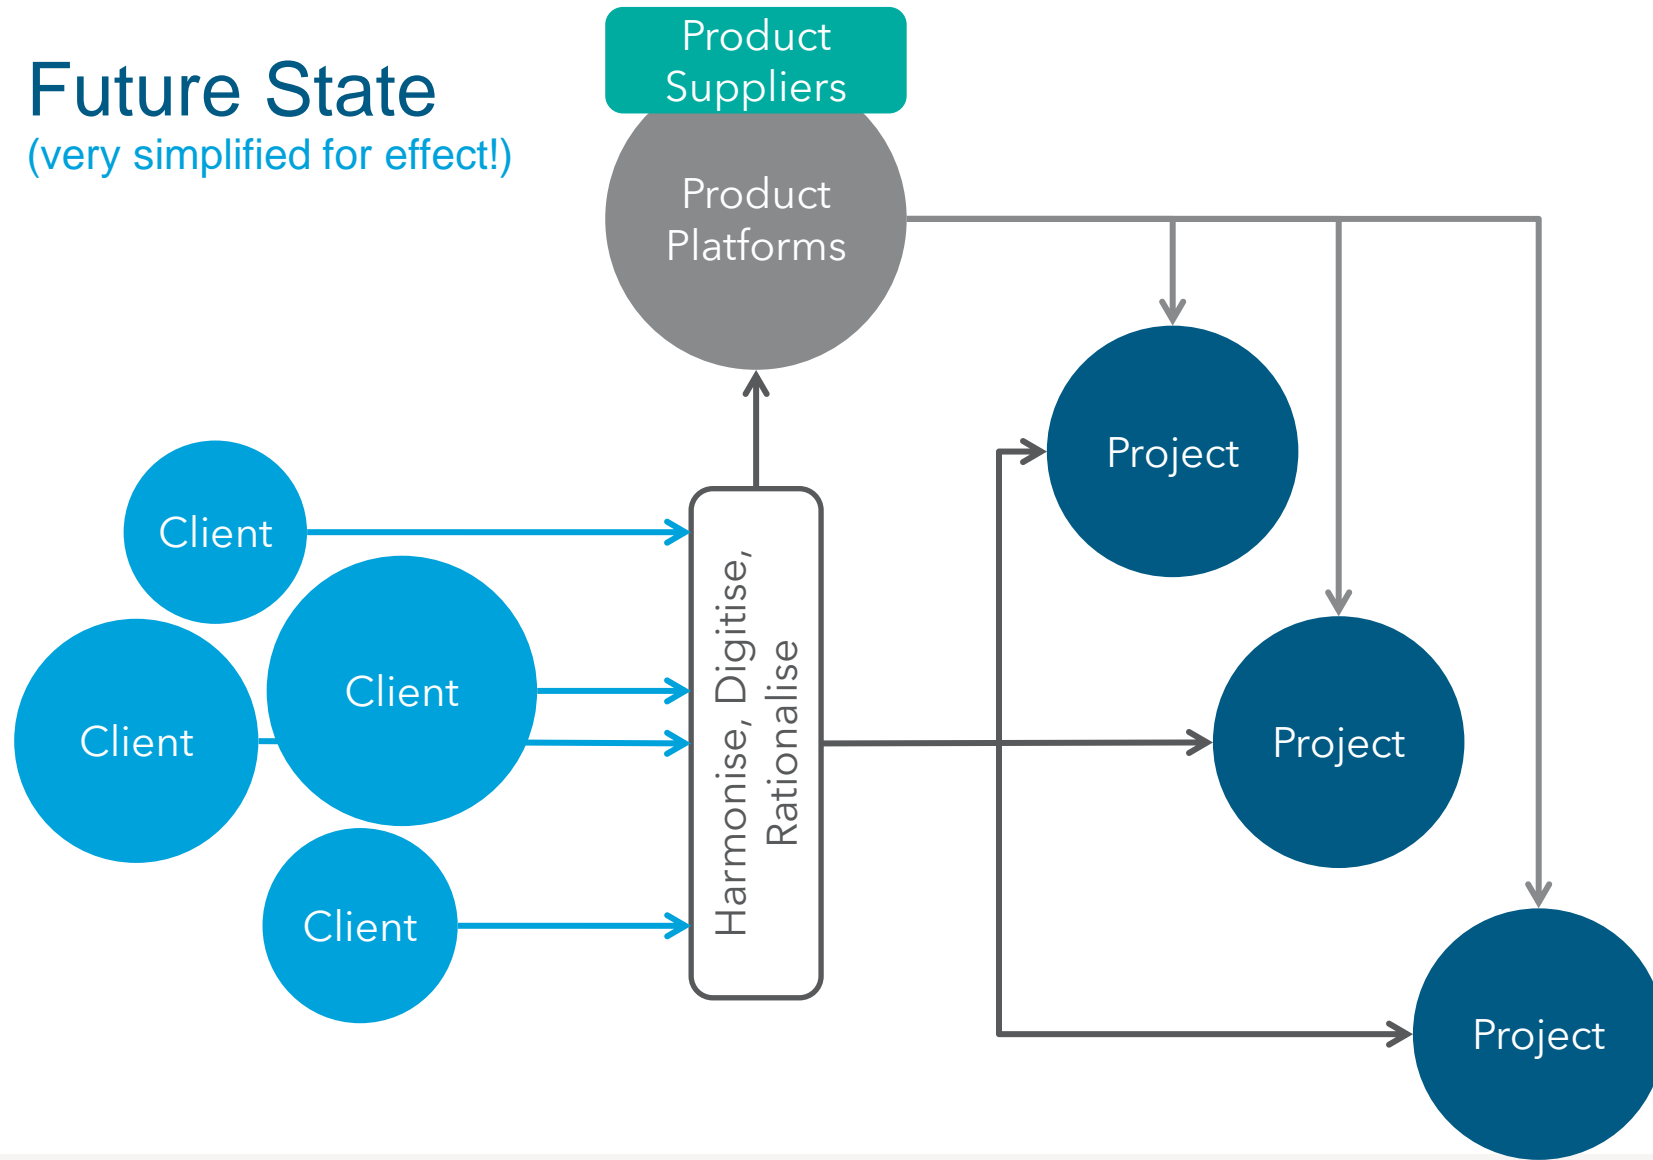 Future State
(very simplified for effect!)
Product
Suppliers
Product
Platforms
Project
Client
Client
Client
Client
Harmonise, Digitise,
Rationalise
Project
Project